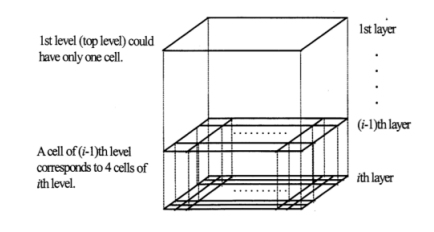 1st level (top level) could
have only one cell.
1st layer
(i-1)th layer
A cell of (i-1)th level
corresponds to 4 cells of
ith level.
ith layer